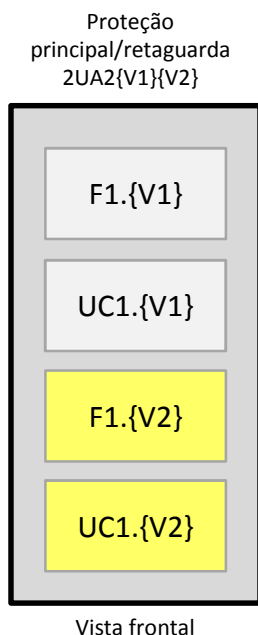 Proteção
principal/retaguarda
2UA2{V1}{V2}
F1.{V1}
UC1.{V1}
F1.{V2}
UC1.{V2}
Vista frontal